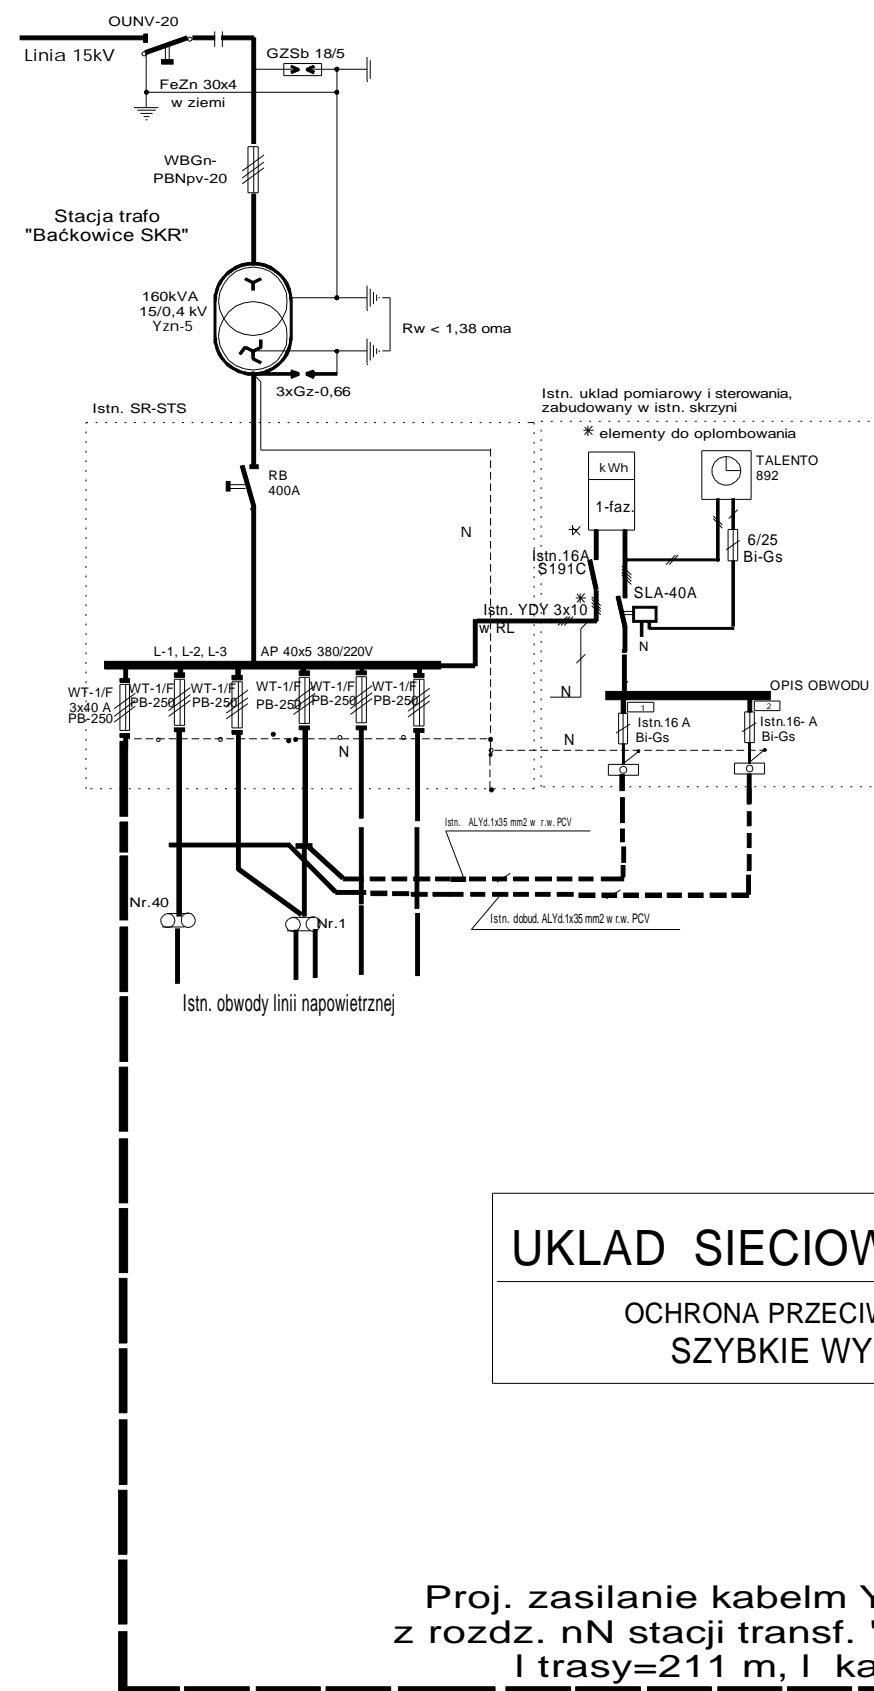 OUNV-20
Linia 15kV
GZSb 18/5
FeZn 30x4
w ziemi
WBGn-
PBNpv-20
Stacja trafo
"Baćkowice SKR"
160kVA
15/0,4 kV
Yzn-5
Rw < 1,38 oma
3xGz-0,66
Istn. SR-STS
Istn. uklad pomiarowy i sterowania,
zabudowany w istn. skrzyni
* elementy do oplombowania
kWh
1-faz.
TALENTO
892
RB
400A
N
6/25
Bi-Gs
Istn.16A
S191C
SLA-40A
Istn. YDY 3x10
w RL
N
L-1, L-2, L-3
AP 40x5 380/220V
WT-1/F
3x40 A
PB-250
WT-1/F
PB-250
WT-1/F
PB-250
WT-1/F
PB-250
WT-1/F
PB-250
WT-1/F
PB-250
N
OPIS OBWODU
1
2
Istn.16 A
Bi-Gs
Istn.16- A
Bi-Gs
N
N
Istn. ALYd.1x35 mm2 w r.w. PCV
Nr.40
Nr.1
Istn. dobud. ALYd.1x35 mm2 w r.w. PCV
Istn. obwody linii napowietrznej
UKLAD SIECIOW
OCHRONA PRZECIW
SZYBKIE WY
Proj. zasilanie kabelm Y
z rozdz. nN stacji transf. "
l trasy=211 m, l ka